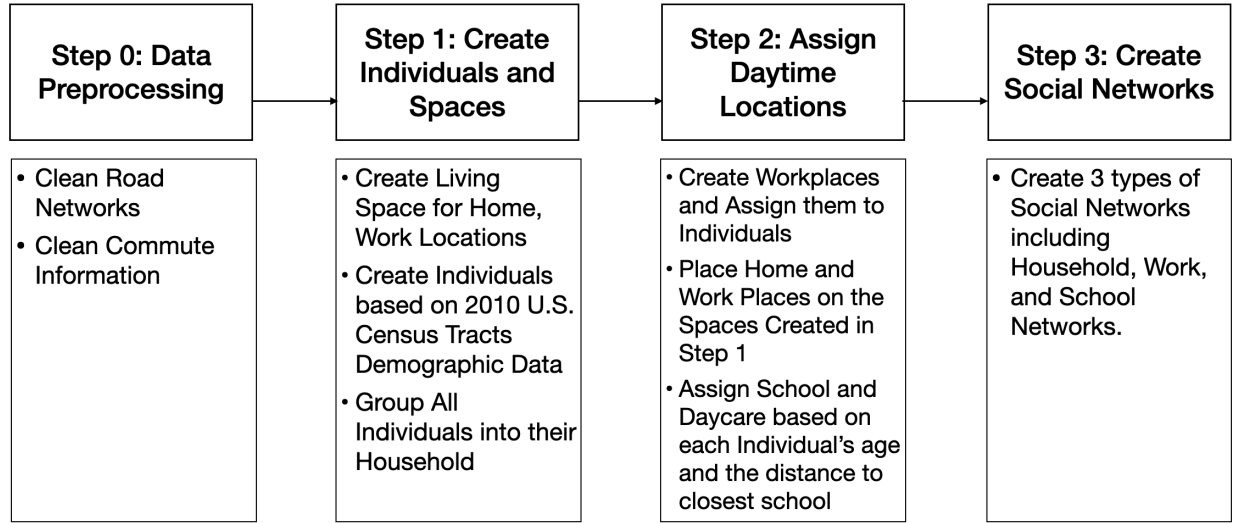 Step 0: Data
Preprocessing
Step 1: Create
Individuals and
Spaces
Step 2: Assign
Daytime
Locations
Step 3: Create
Social Networks
• Clean Road
Networks
• Clean Commute
Information
• Create Living
Space for Home,
Work Locations
• Create Individuals
based on 2010 U.S.
Census Tracts
Demographic Data
• Group All
Individuals into their
Household
• Create Workplaces
and Assign them to
Individuals
• Place Home and
Work Places on the
Spaces Created in
Step 1
• Assign School and
Daycare based on
each Individual’s age
and the distance to
closest school
• Create 3 types of
Social Networks
including
Household, Work,
and School
Networks.